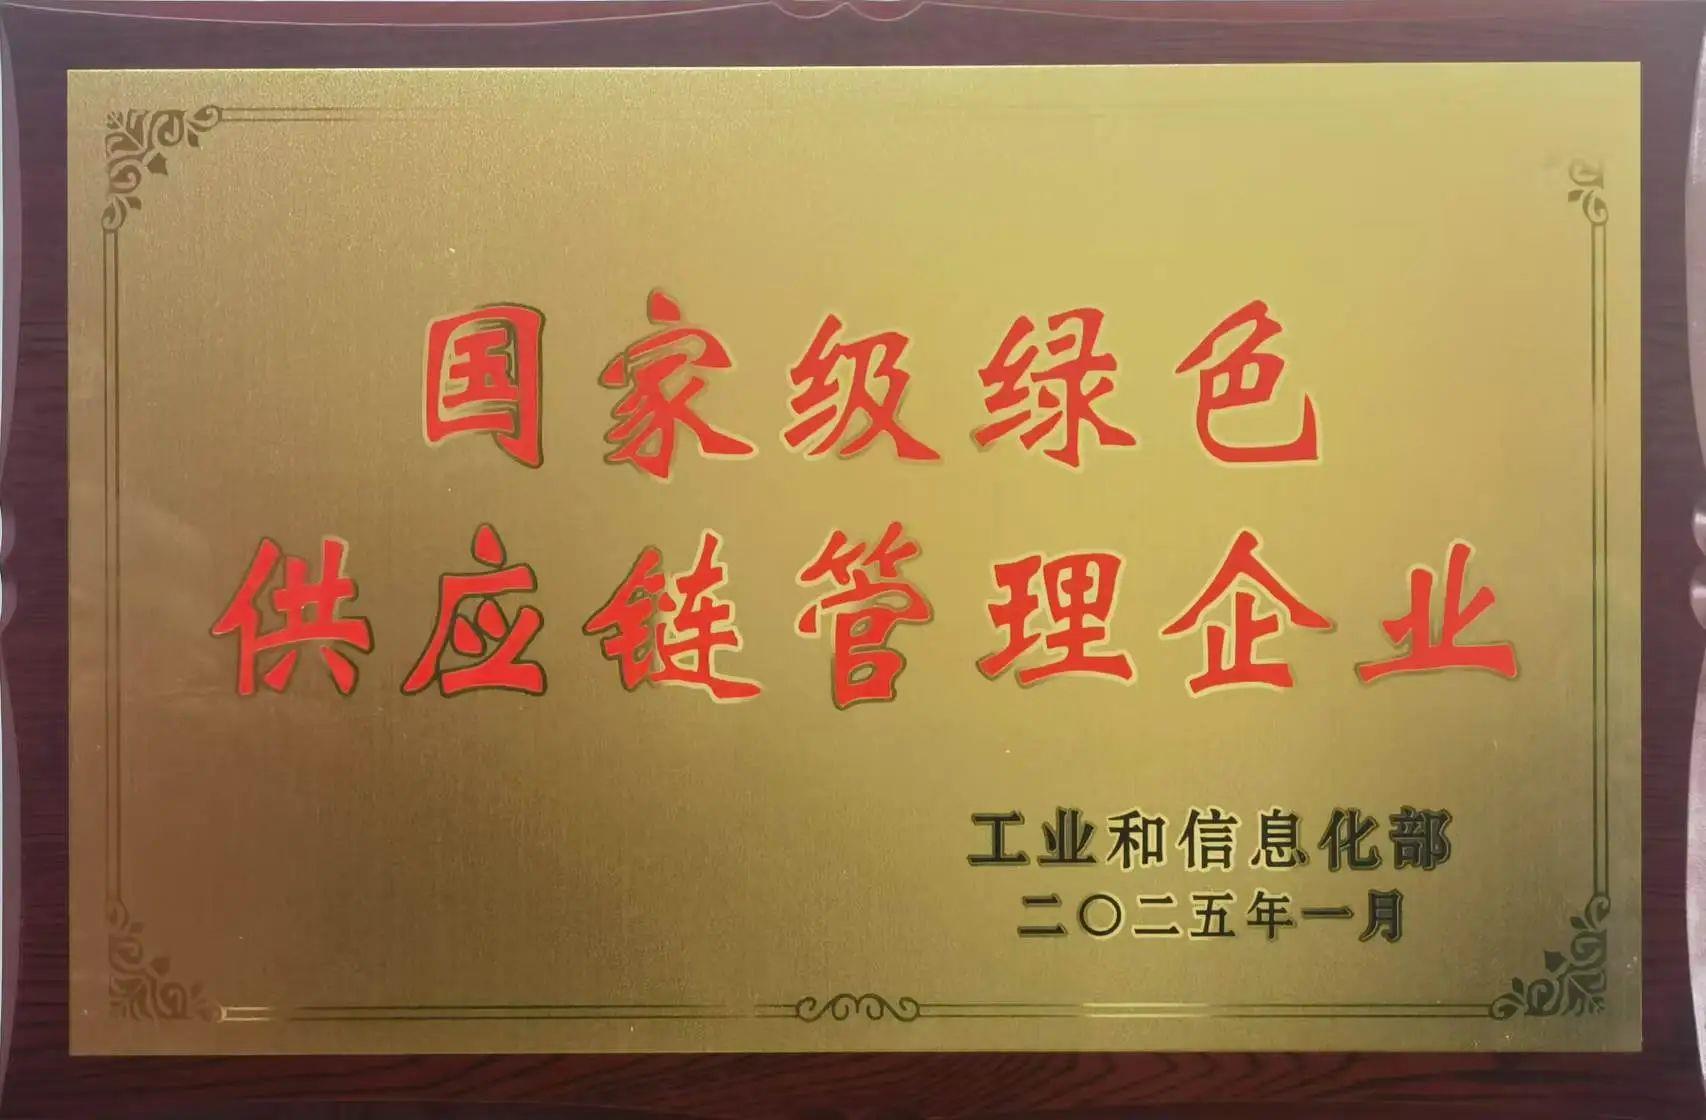 国家级绿色
供应链管理企业
工业和信息化部
二〇二五年一月